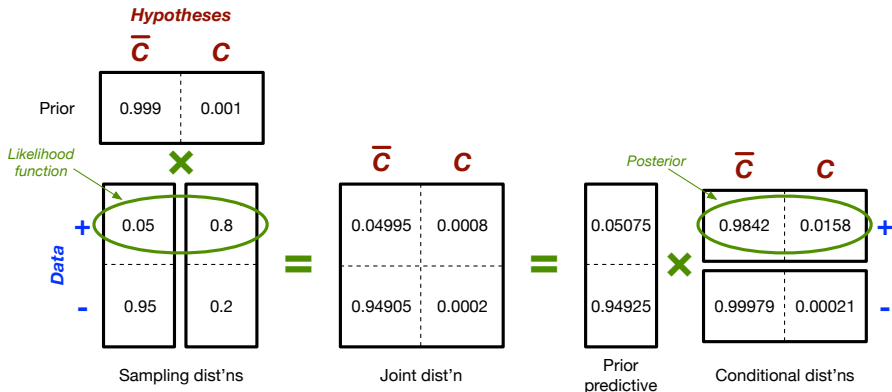 Hypotheses
C̅ C
Prior 0.999 0.001
×
Likelihood
function
C̅ C
Posterior
C̅ C
Data
+ 0.05 0.8
- 0.95 0.2
=
0.04995 0.0008
0.94905 0.0002
=
0.05075
0.94925
×
0.9842 0.0158 +
0.99979 0.00021 -
Sampling dist'ns
Joint dist'n
Prior
predictive
Conditional dist'ns